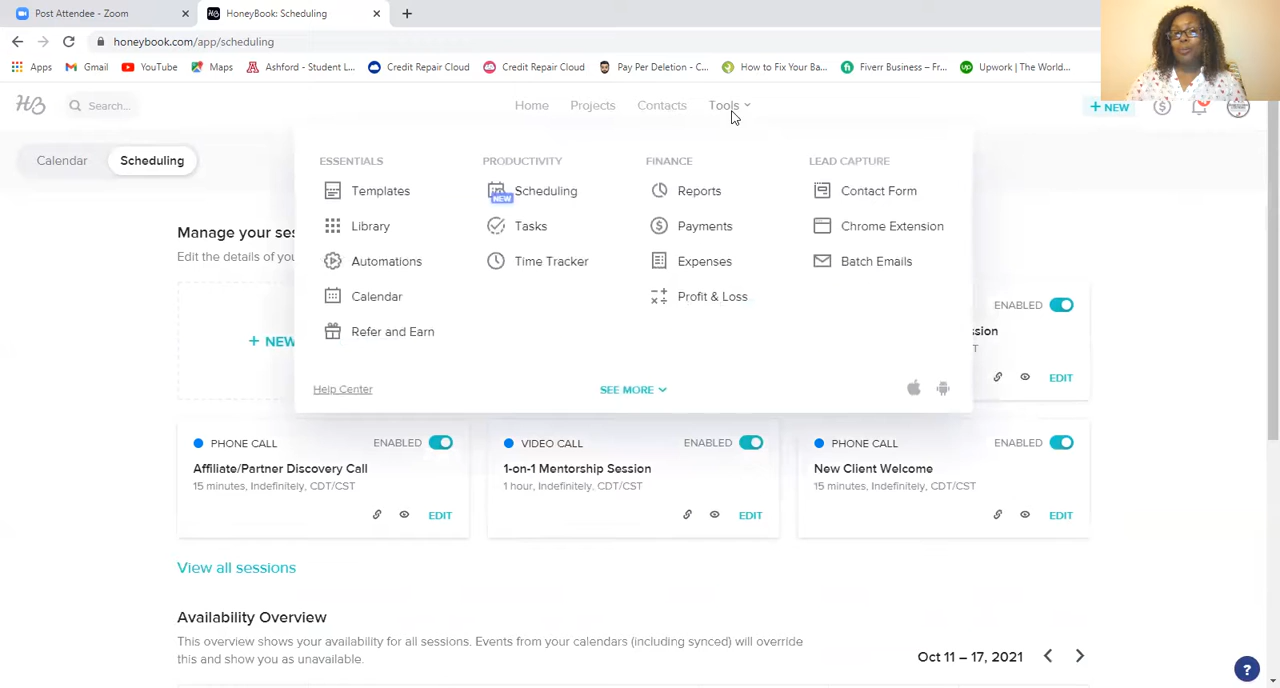 Post Attendee - Zoom
HoneyBook: Scheduling
honeybook.com/app/scheduling
Apps
Gmail
YouTube
Maps
Ashford - Student L...
Credit Repair Cloud
Credit Repair Cloud
Pay Per Deletion - C...
How to Fix Your Ba...
Fiverr Business – Fr...
Upwork | The World...
HB
Search...
Home
Projects
Contacts
Tools
+ NEW
Calendar
Scheduling
ESSENTIALS
Templates
Library
Automations
Calendar
Refer and Earn
PRODUCTIVITY
Scheduling
NEW
Tasks
Time Tracker
FINANCE
Reports
Payments
Expenses
Profit & Loss
LEAD CAPTURE
Contact Form
Chrome Extension
Batch Emails
Help Center
SEE MORE
Manage your ses
Edit the details of you
+ NEW
ENABLED
ssion
T
EDIT
PHONE CALL
ENABLED
Affiliate/Partner Discovery Call
15 minutes, Indefinitely, CDT/CST
EDIT
VIDEO CALL
ENABLED
1-on-1 Mentorship Session
1 hour, Indefinitely, CDT/CST
EDIT
PHONE CALL
ENABLED
New Client Welcome
15 minutes, Indefinitely, CDT/CST
EDIT
View all sessions
Availability Overview
This overview shows your availability for all sessions. Events from your calendars (including synced) will override
this and show you as unavailable.
Oct 11 – 17, 2021
?